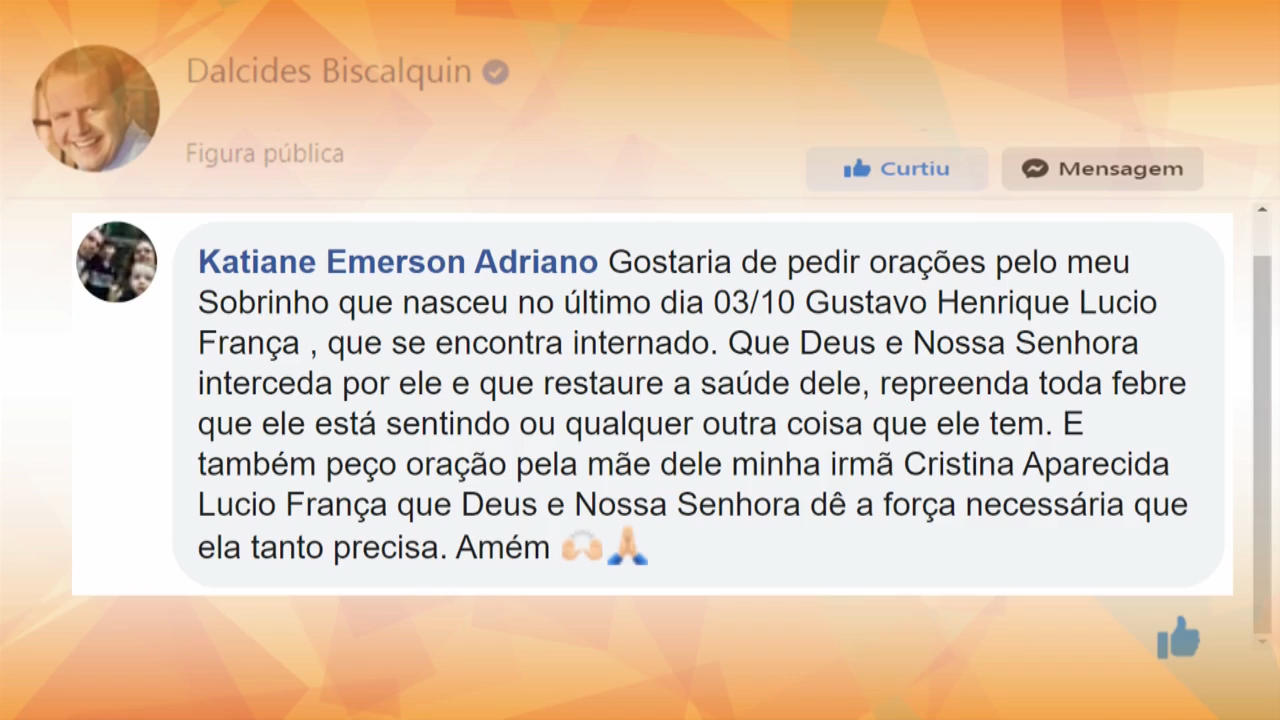 Dalcides Biscalquin
Figura pública
Curtiu
Mensagem
Katiane Emerson Adriano Gostaria de pedir orações pelo meu
Sobrinho que nasceu no último dia 03/10 Gustavo Henrique Lucio
França , que se encontra internado. Que Deus e Nossa Senhora
interceda por ele e que restaure a saúde dele, repreenda toda febre
que ele está sentindo ou qualquer outra coisa que ele tem. E
também peço oração pela mãe dele minha irmã Cristina Aparecida
Lucio França que Deus e Nossa Senhora dê a força necessária que
ela tanto precisa. Amém 🙌🏻🙏🏻